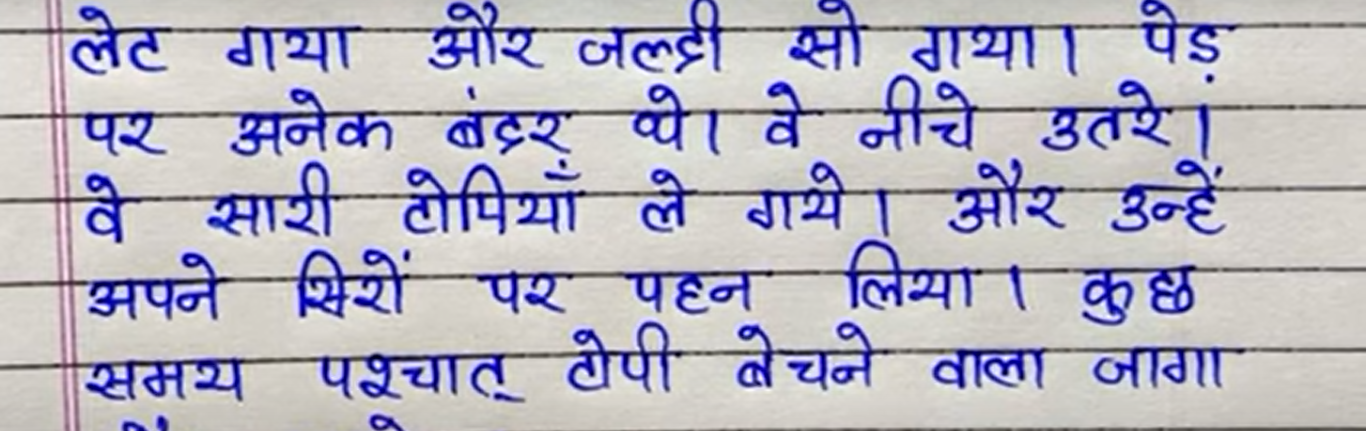 लेट गया और जल्दी सो गया। पेड़
पर अनेक बंदर थे। वे नीचे उतरे।
वे सारी टोपियाँ ले गये। और उन्हें
अपने सिरों पर पहन लिया। कुछ
समय पश्चात् टोपी बेचने वाला जागा